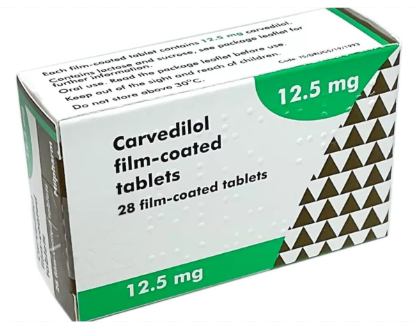 Each film-coated tablet contains 12.5 mg carvedilol.
Contains lactose and sucrose, see package leaflet for
further information.
Oral use. Read the package leaflet before use.
Keep out of the sight and reach of children.
Do not store above 30°C.
12.5 mg
Carvedilol
film-coated
tablets
28 film-coated tablets
12.5 mg